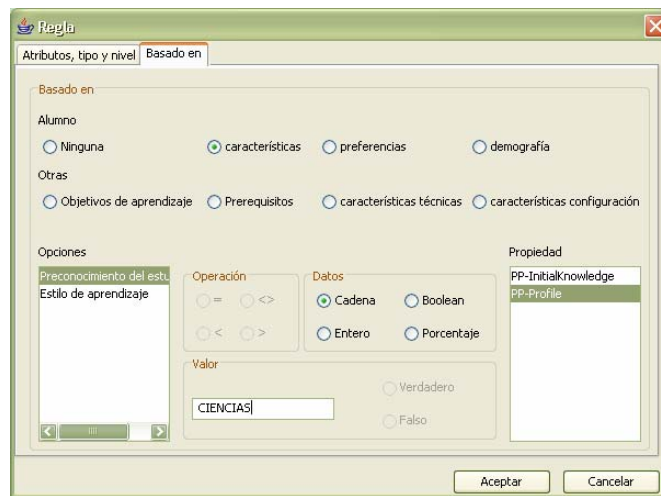 Regla
Atributos, tipo y nivel
Basado en
Basado en
Alumno
Ninguna
características
preferencias
demografía
Otras
Objetivos de aprendizaje
Prerequisitos
características técnicas
características configuración
Opciones
Preconocimiento del estu
Estilo de aprendizaje
Operación
=
<>
<
>
Datos
Cadena
Boolean
Entero
Porcentaje
Valor
CIENCIAS
Verdadero
Falso
Propiedad
PP-InitialKnowledge
PP-Profile
Aceptar
Cancelar